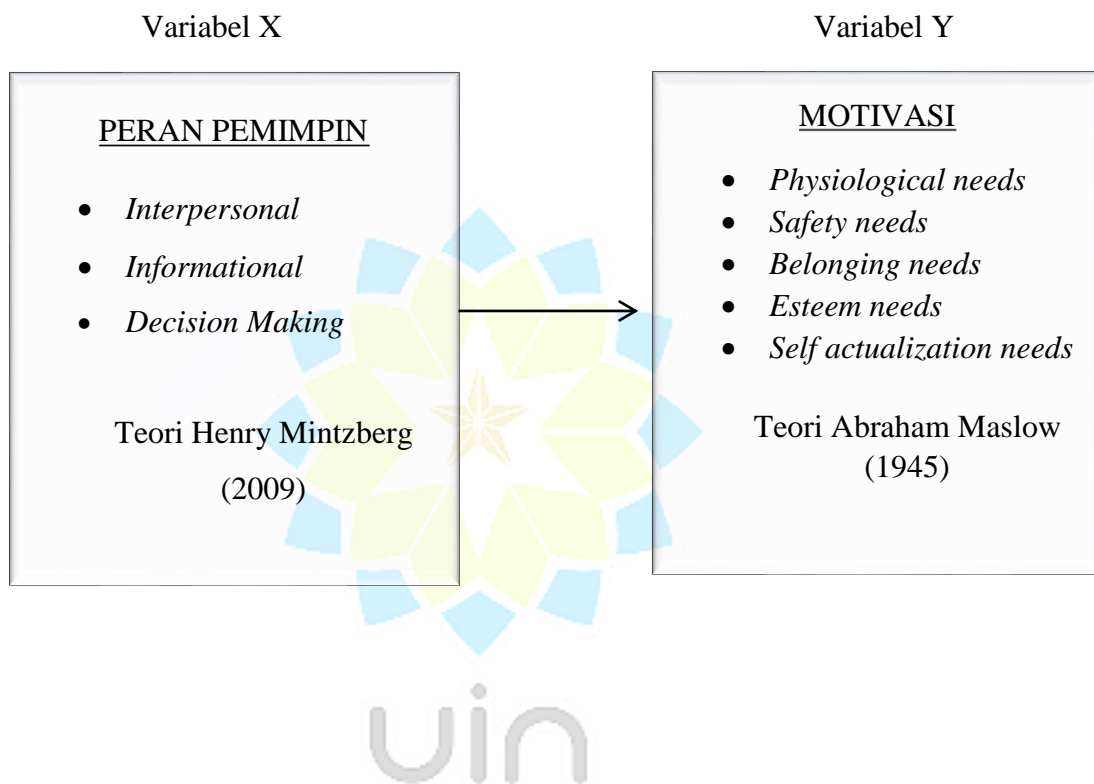 Variabel X
Variabel Y
PERAN PEMIMPIN
• Interpersonal
• Informational
• Decision Making
Teori Henry Mintzberg
(2009)
MOTIVASI
• Physiological needs
• Safety needs
• Belonging needs
• Esteem needs
• Self actualization needs
Teori Abraham Maslow
(1945)
uin